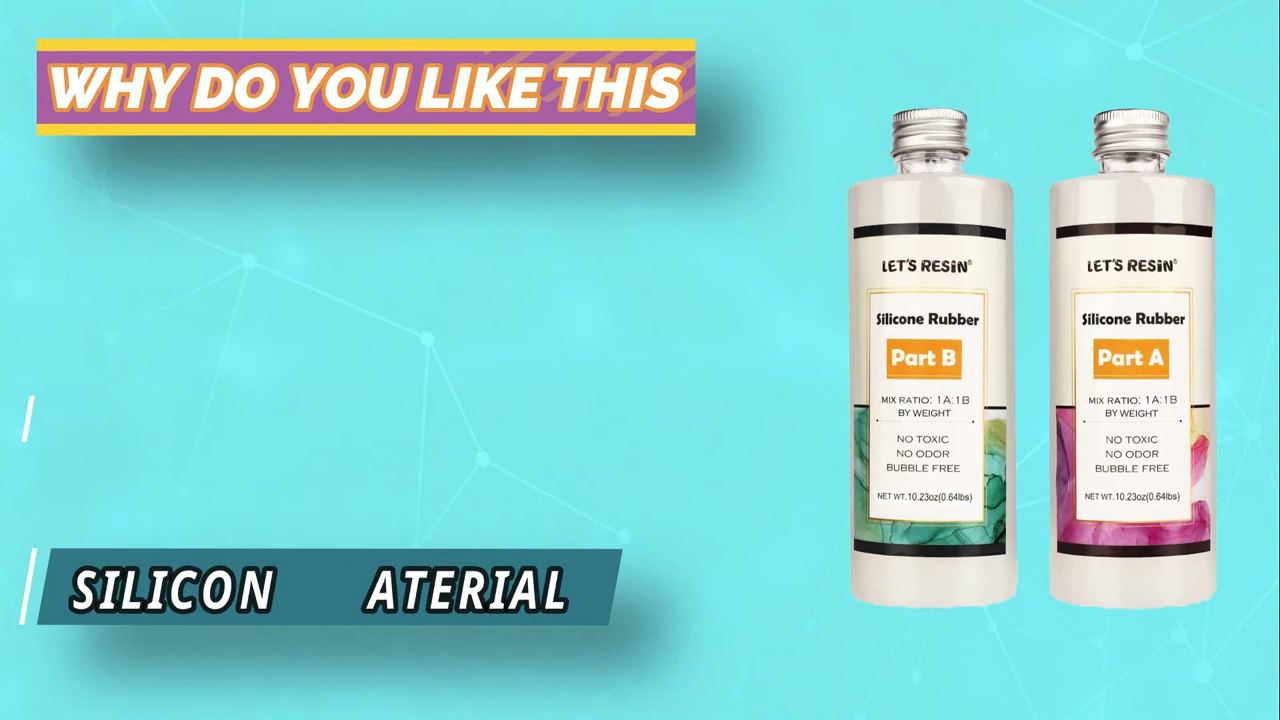 WHY DO YOU LIKE THIS
LET'S RESIN®
Silicone Rubber
Part B
MIX RATIO: 1A:1B
BY WEIGHT
NO TOXIC
NO ODOR
BUBBLE FREE
NET WT.10.23oz(0.64lbs)
LET'S RESIN®
Silicone Rubber
Part A
MIX RATIO: 1A:1B
BY WEIGHT
NO TOXIC
NO ODOR
BUBBLE FREE
NET WT.10.23oz(0.64lbs)
SILICON ATERIAL